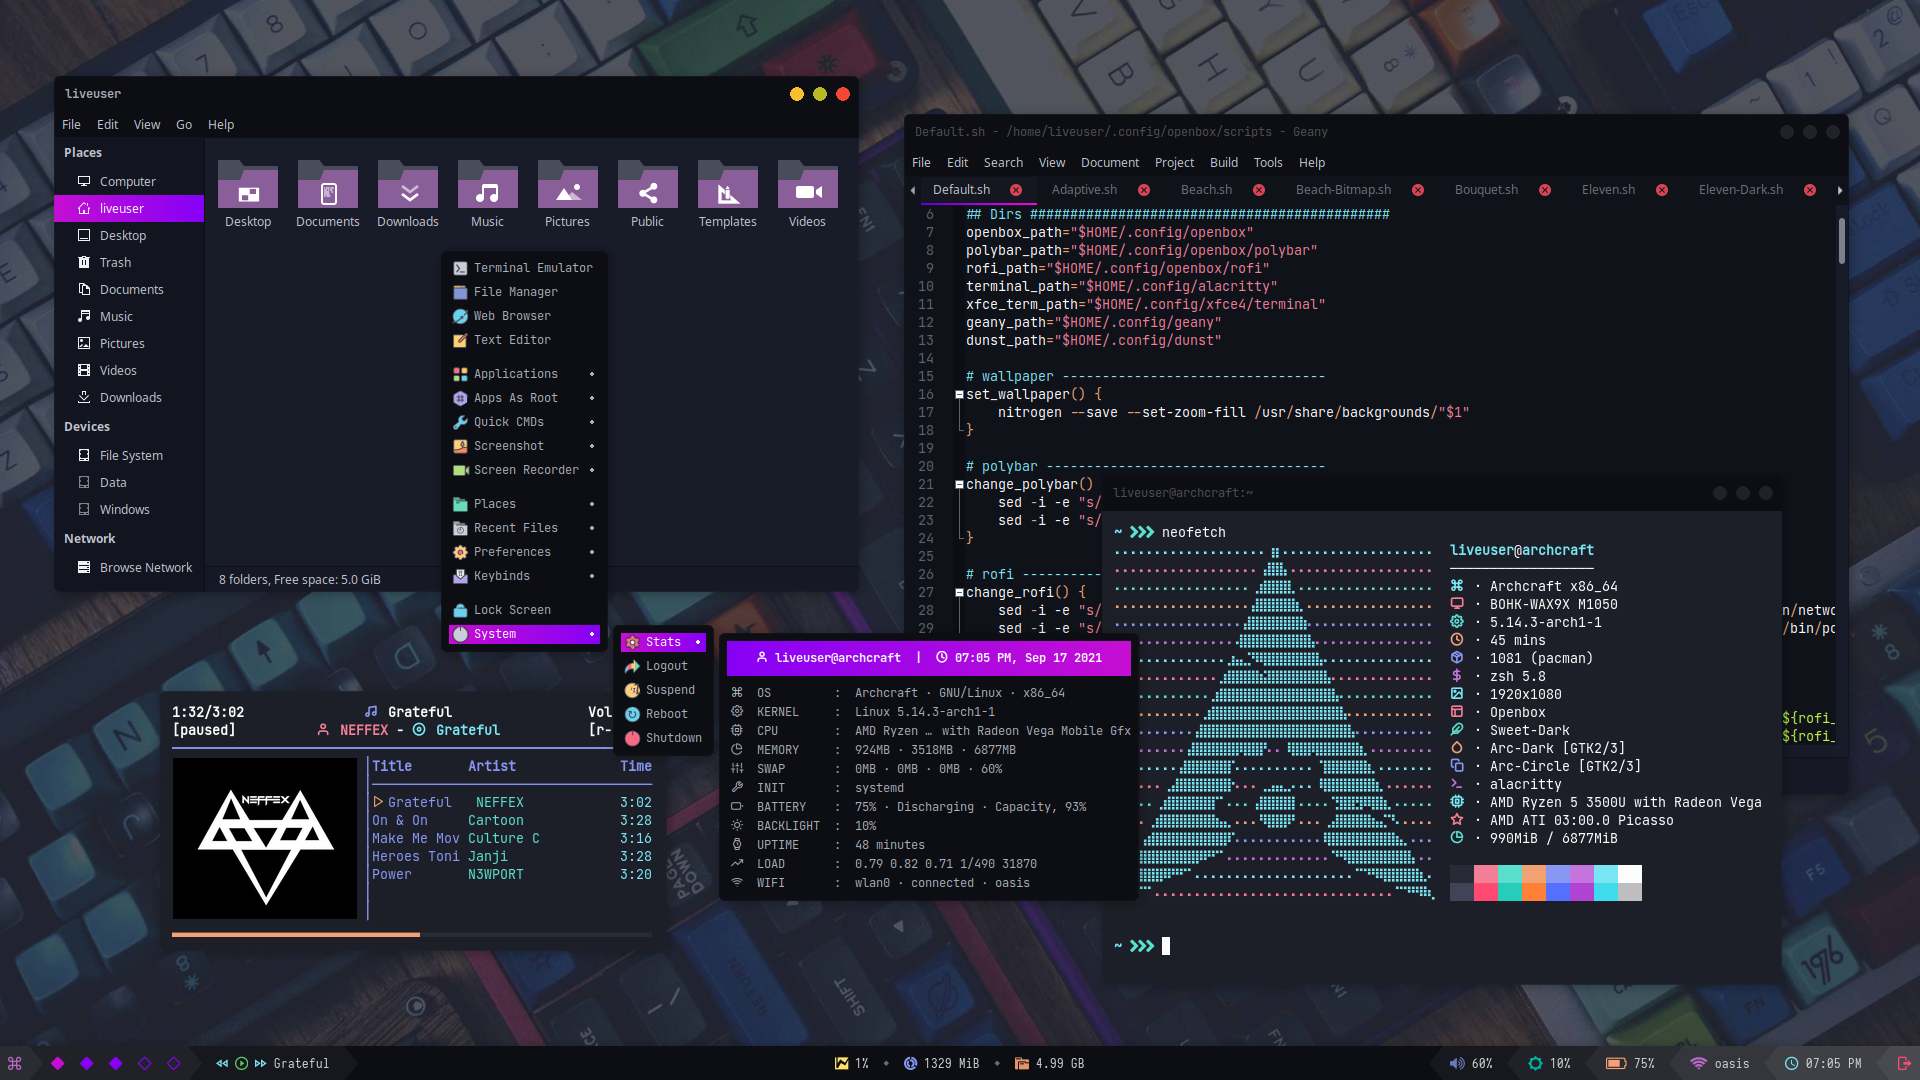 liveuser
File Edit View Go Help
Places
Computer
liveuser
Desktop
Trash
Documents
Music
Pictures
Videos
Downloads
Devices
File System
Data
Windows
Network
Browse Network
Desktop Documents Downloads Music Pictures Public Templates Videos
8 folders, Free space: 5.0 GiB
Terminal Emulator
File Manager
Web Browser
Text Editor
Applications
Apps As Root
Quick CMDs
Screenshot
Screen Recorder
Places
Recent Files
Preferences
Keybinds
Lock Screen
System
Stats
Logout
Suspend
Reboot
Shutdown
Default.sh - /home/liveuser/.config/openbox/scripts - Geany
File Edit Search View Document Project Build Tools Help
Default.sh Adaptive.sh Beach.sh Beach-Bitmap.sh Bouquet.sh Eleven.sh Eleven-Dark.sh
6 ## Dirs #############################################
7 openbox_path="$HOME/.config/openbox"
8 polybar_path="$HOME/.config/openbox/polybar"
9 rofi_path="$HOME/.config/openbox/rofi"
10 terminal_path="$HOME/.config/alacritty"
11 xfce_term_path="$HOME/.config/xfce4/terminal"
12 geany_path="$HOME/.config/geany"
13 dunst_path="$HOME/.config/dunst"
14
15 # wallpaper ---------------------------------
16 set_wallpaper() {
17 nitrogen --save --set-zoom-fill /usr/share/backgrounds/"$1"
18 }
19
20 # polybar -----------------------------------
21 change_polybar()
22 sed -i -e "s/
23 sed -i -e "s/
24 }
25
26 # rofi ----------
27 change_rofi() {
28 sed -i -e "s/ n/netwo
29 sed -i -e "s/ /bin/po
${rofi_
${rofi_
liveuser@archcraft:~
~ >>> neofetch
liveuser@archcraft
· Archcraft x86_64
· BOHK-WAX9X M1050
· 5.14.3-arch1-1
· 45 mins
· 1081 (pacman)
· zsh 5.8
· 1920x1080
· Openbox
· Sweet-Dark
· Arc-Dark [GTK2/3]
· Arc-Circle [GTK2/3]
· alacritty
· AMD Ryzen 5 3500U with Radeon Vega
· AMD ATI 03:00.0 Picasso
· 990MiB / 6877MiB
~ >>>
liveuser@archcraft | 07:05 PM, Sep 17 2021
OS : Archcraft · GNU/Linux · x86_64
KERNEL : Linux 5.14.3-arch1-1
CPU : AMD Ryzen … with Radeon Vega Mobile Gfx
MEMORY : 924MB · 3518MB · 6877MB
SWAP : 0MB · 0MB · 0MB · 60%
INIT : systemd
BATTERY : 75% · Discharging · Capacity, 93%
BACKLIGHT : 10%
UPTIME : 48 minutes
LOAD : 0.79 0.82 0.71 1/490 31870
WIFI : wlan0 · connected · oasis
1:32/3:02 Grateful Vol
[paused] NEFFEX - Grateful [r-
NEFFEX
Title Artist Time
Grateful NEFFEX 3:02
On & On Cartoon 3:28
Make Me Mov Culture C 3:16
Heroes Toni Janji 3:28
Power N3WPORT 3:20
Grateful 1% 1329 MiB 4.99 GB 60% 10% 75% oasis 07:05 PM